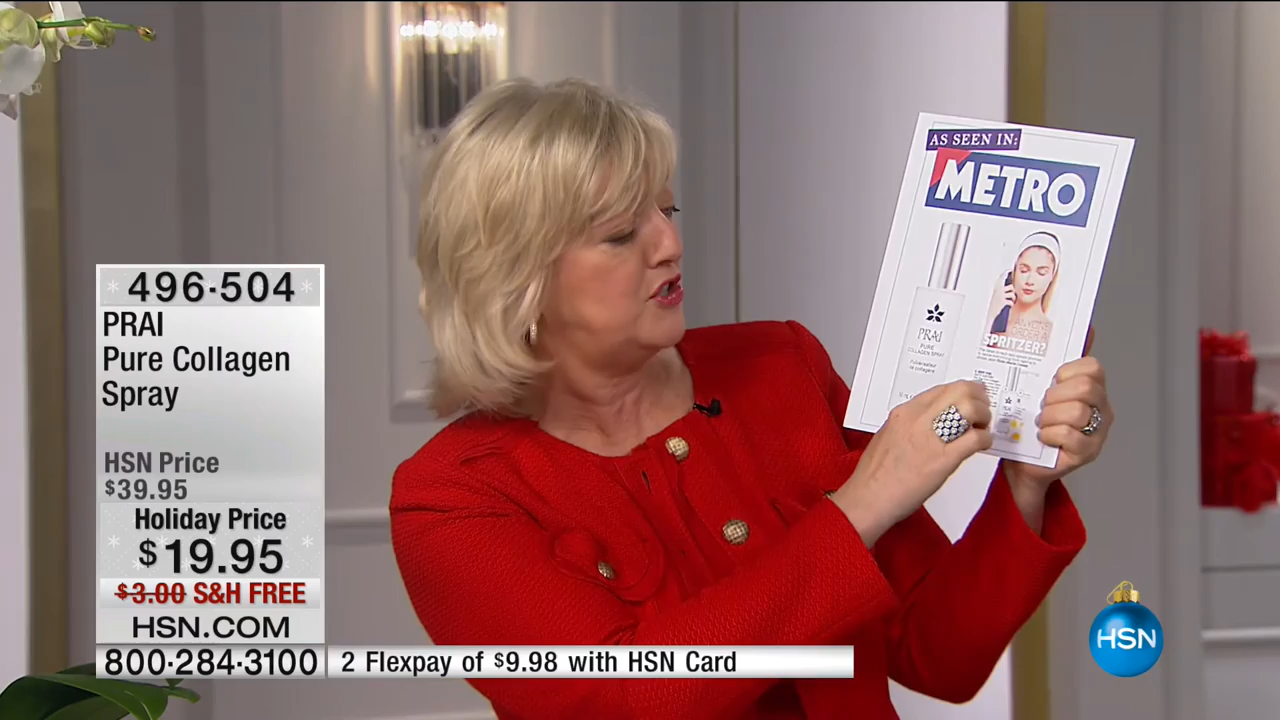 496·504
PRAI
Pure Collagen
Spray
HSN Price
$39.95
Holiday Price
$19.95
$3.00 S&H FREE
HSN.COM
800·284·3100
2 Flexpay of $9.98 with HSN Card
AS SEEN IN:
METRO
PRAI
PURE
COLLAGEN SPRAY
SPRITZER?
HSN